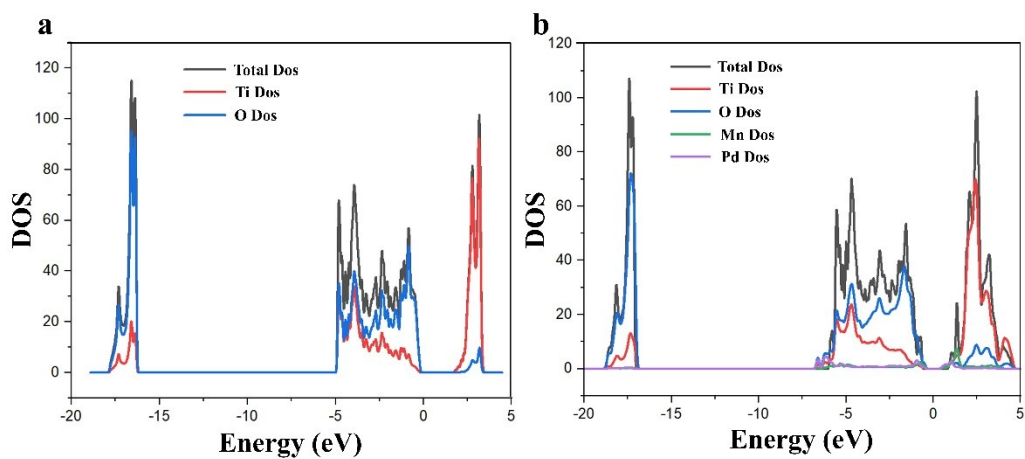 a
DOS
120
100
80
60
40
20
0
Total Dos
Ti Dos
O Dos
-20
-15
-10
-5
0
5
Energy (eV)
b
DOS
120
100
80
60
40
20
0
Total Dos
Ti Dos
O Dos
Mn Dos
Pd Dos
-20
-15
-10
-5
0
5
Energy (eV)